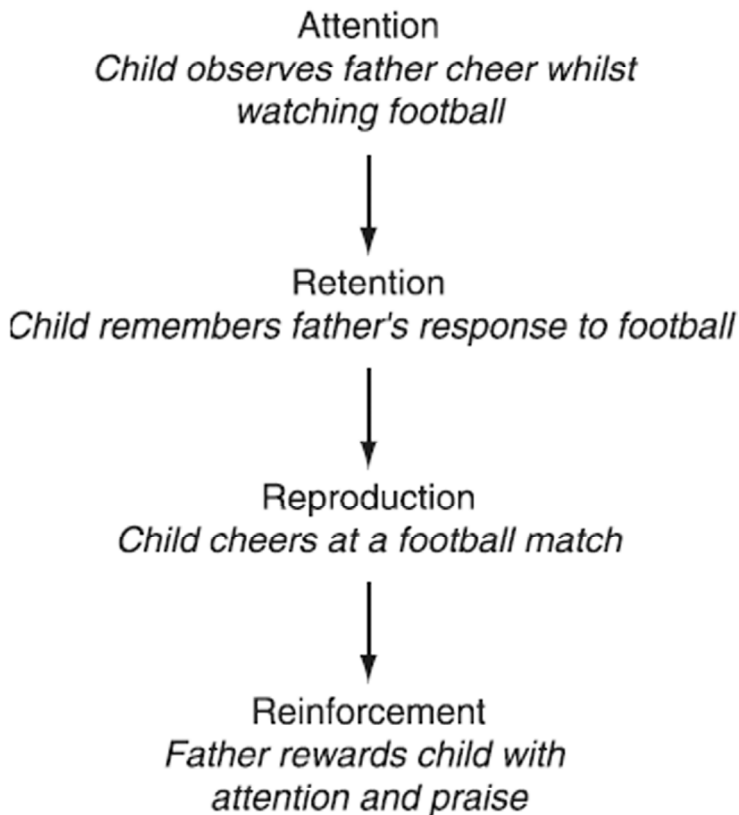 Attention
Child observes father cheer whilst
watching football
Retention
Child remembers father's response to football
Reproduction
Child cheers at a football match
Reinforcement
Father rewards child with
attention and praise